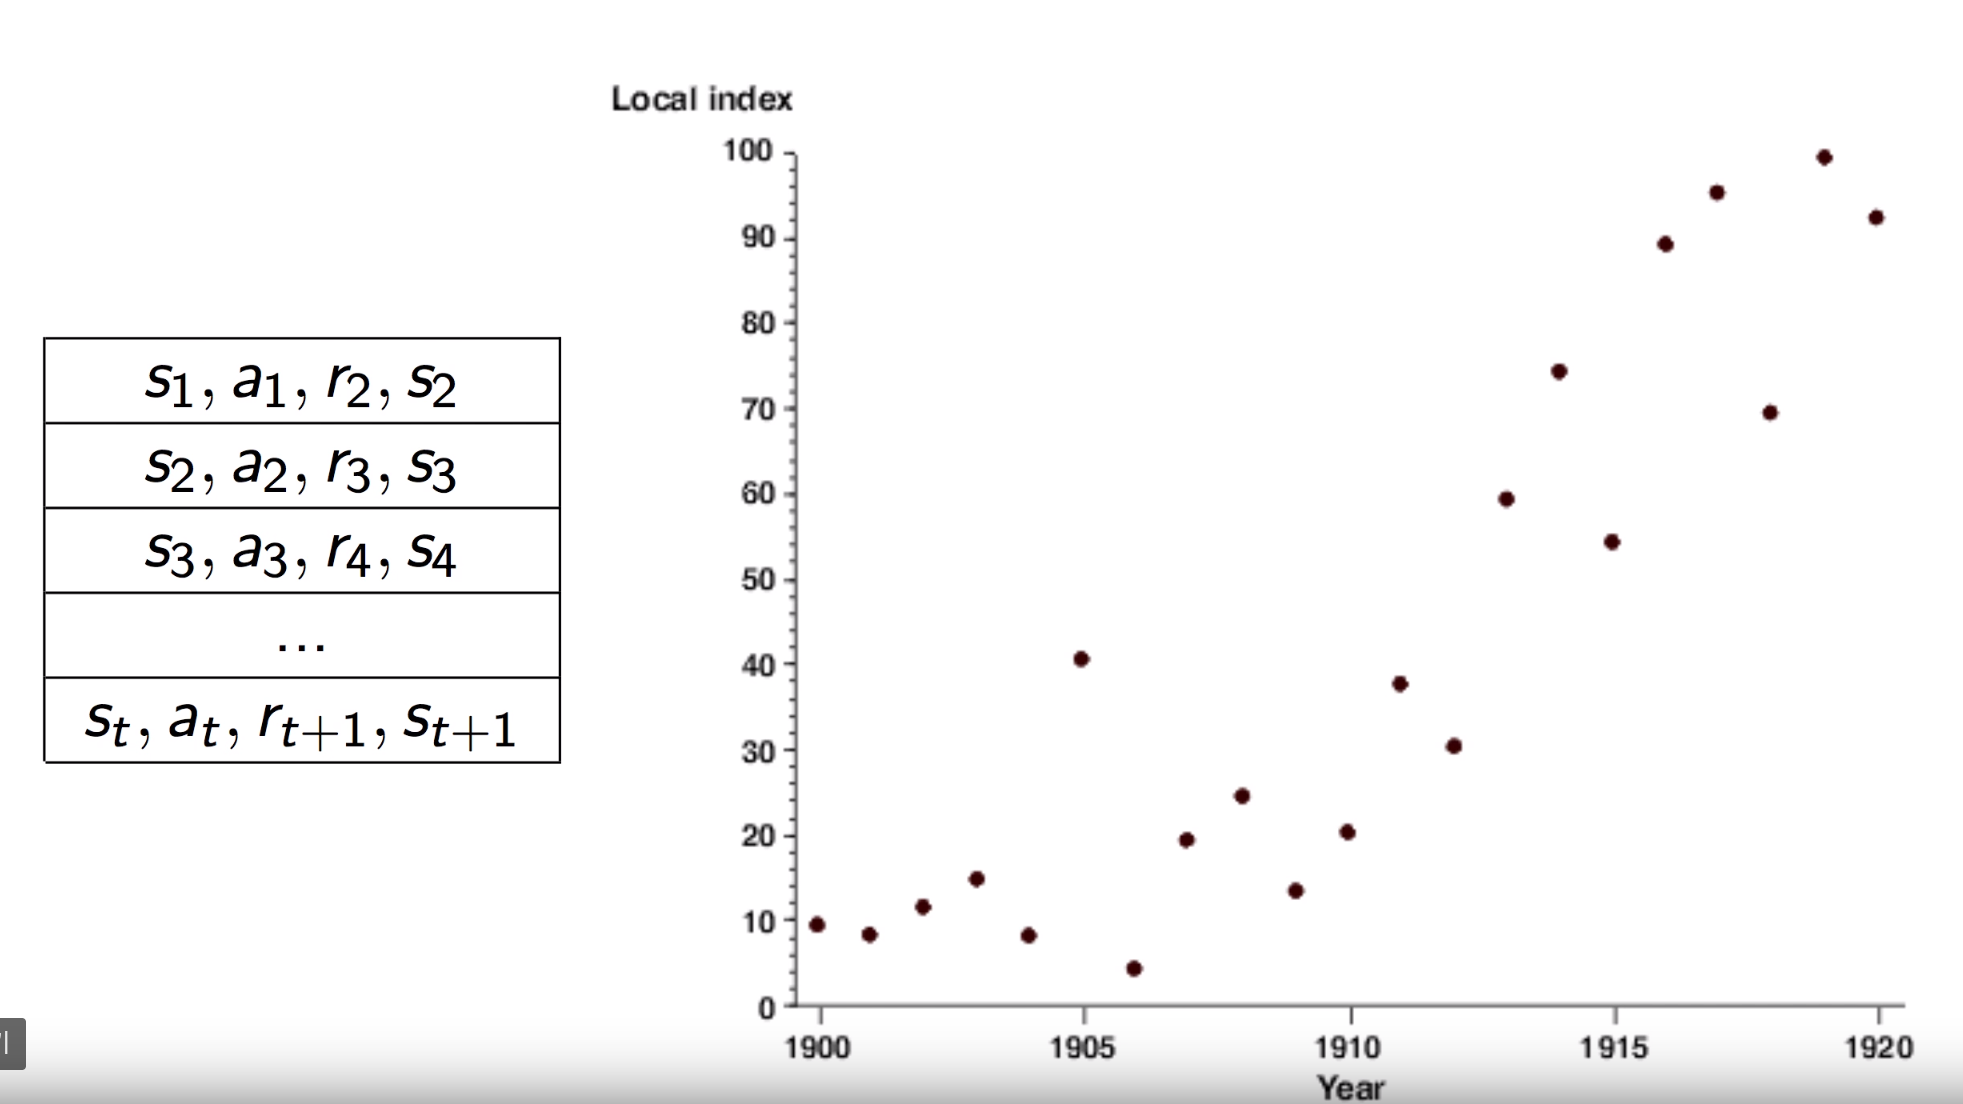 s1, a1, r2, s2
s2, a2, r3, s3
s3, a3, r4, s4
...
st, at, rt+1, st+1
Local index
100
90
80
70
60
50
40
30
20
10
0
1900 1905 1910 1915 1920
Year